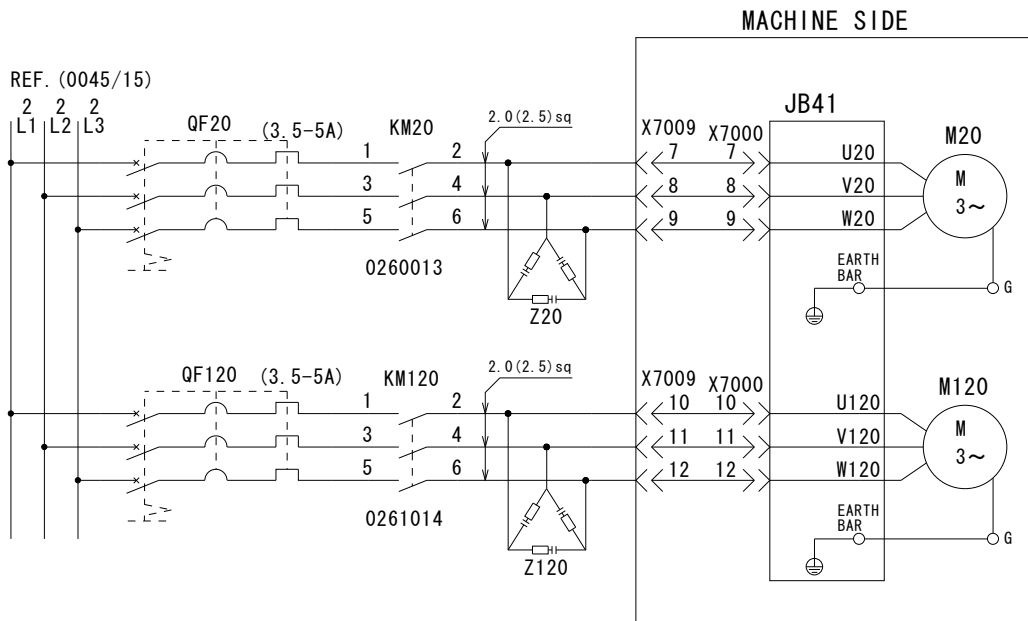 MACHINE SIDE
REF. (0045/15)
2 2 2
L1 L2 L3
QF20 (3.5-5A) KM20 2.0(2.5)sq
X7009 X7000 JB41 M20
1 2 7 7 U20
3 4 8 8 V20
5 6 9 9 W20
M
3~
0260013
Z20
EARTH
BAR
G
QF120 (3.5-5A) KM120 2.0(2.5)sq
X7009 X7000 M120
1 2 10 10 U120
3 4 11 11 V120
5 6 12 12 W120
M
3~
0261014
Z120
EARTH
BAR
G